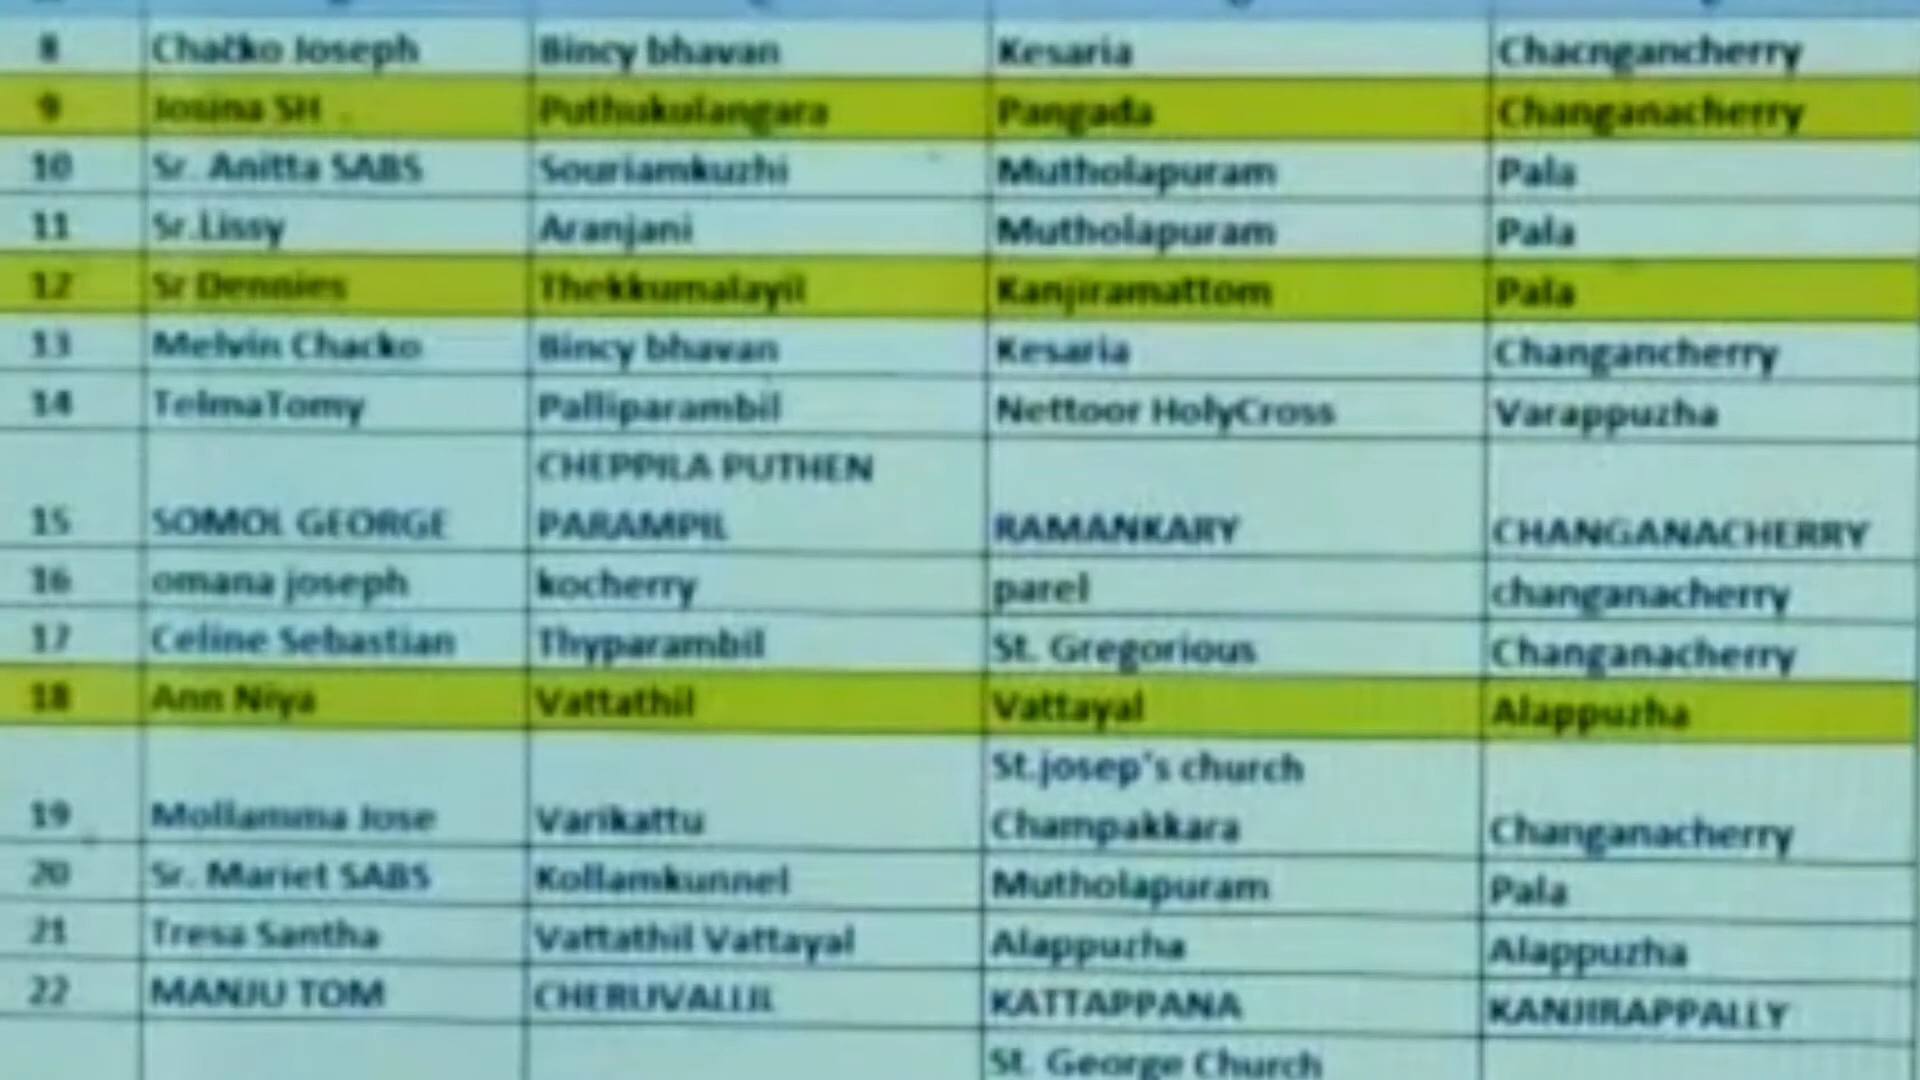 8 Chacko Joseph Bincy bhavan Kesaria Chacngancherry
9 Josina SH Puthukulangara Pangada Changanacherry
10 Sr. Anitta SABS Souriamkuzhi Mutholapuram Pala
11 Sr.Lissy Aranjani Mutholapuram Pala
12 Sr Dennies Thekkumalayil Kanjiramattom Pala
13 Melvin Chacko Bincy bhavan Kesaria Changancherry
14 TelmaTomy Palliparambil Nettoor HolyCross Varappuzha
CHEPPILA PUTHEN
15 SOMOL GEORGE PARAMPIL RAMANKARY CHANGANACHERRY
16 omana joseph kocherry parel changanacherry
17 Celine Sebastian Thyparambil St. Gregorious Changanacherry
18 Ann Niya Vattathil Vattayal Alappuzha
St.josep's church
19 Mollamma Jose Varikattu Champakkara Changanacherry
20 Sr. Mariet SABS Kollamkunnel Mutholapuram Pala
21 Tresa Santha Vattathil Vattayal Alappuzha Alappuzha
22 MANJU TOM CHERUVALLIL KATTAPPANA KANJIRAPPALLY
St. George Church